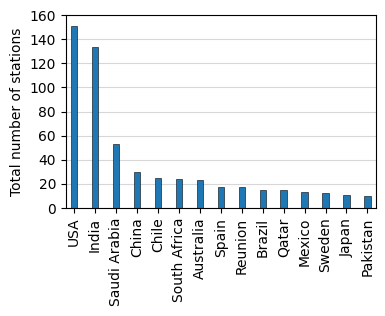 Total number of stations
160
140
120
100
80
60
40
20
0
USA
India
Saudi Arabia
China
Chile
South Africa
Australia
Spain
Reunion
Brazil
Qatar
Mexico
Sweden
Japan
Pakistan